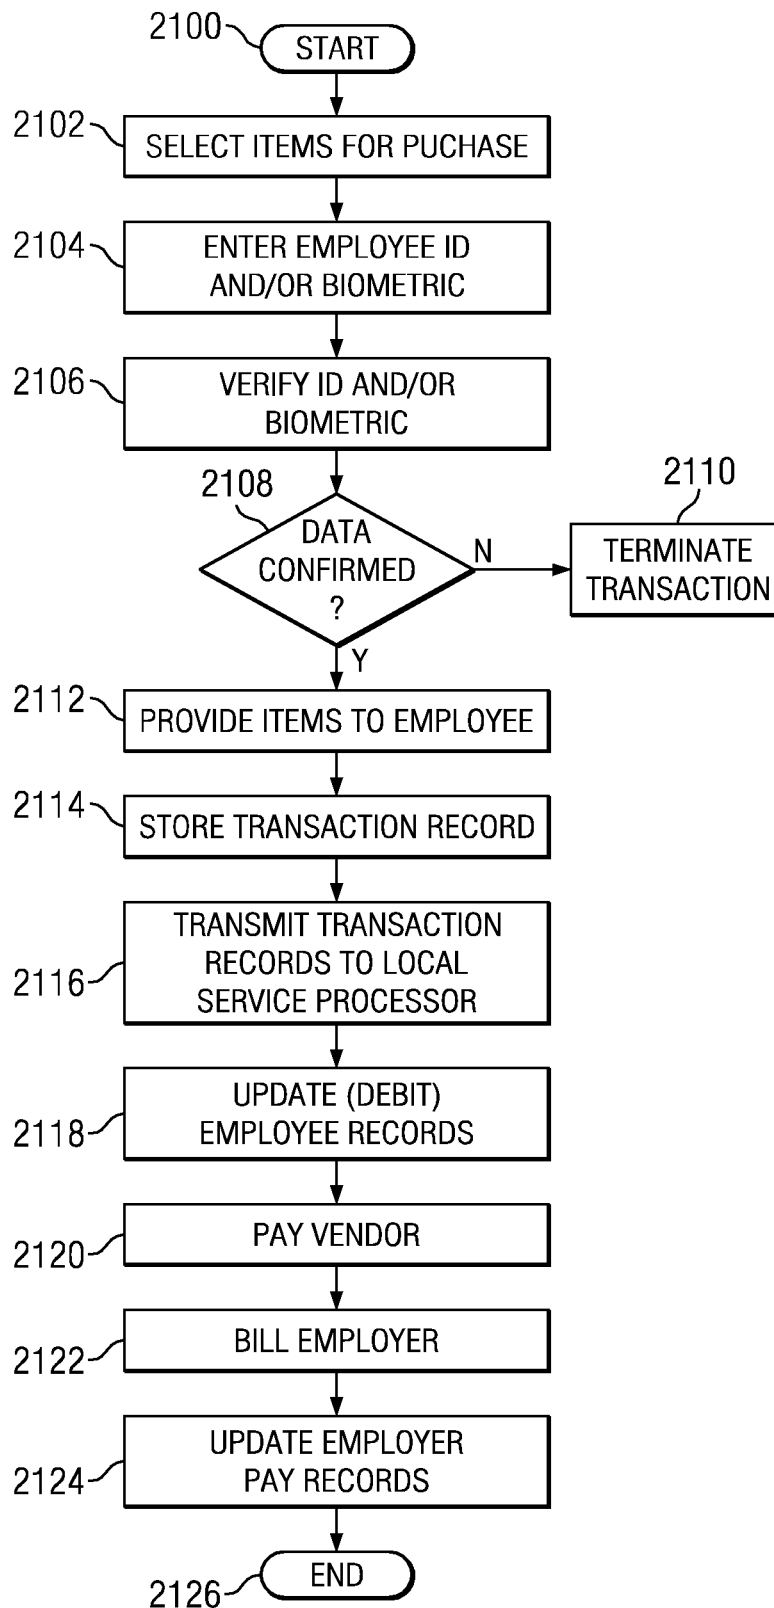 2100
START
2102
SELECT ITEMS FOR PUCHASE
2104
ENTER EMPLOYEE ID
AND/OR BIOMETRIC
2106
VERIFY ID AND/OR
BIOMETRIC
2108
DATA
CONFIRMED
?
N
2110
TERMINATE
TRANSACTION
Y
2112
PROVIDE ITEMS TO EMPLOYEE
2114
STORE TRANSACTION RECORD
2116
TRANSMIT TRANSACTION
RECORDS TO LOCAL
SERVICE PROCESSOR
2118
UPDATE (DEBIT)
EMPLOYEE RECORDS
2120
PAY VENDOR
2122
BILL EMPLOYER
2124
UPDATE EMPLOYER
PAY RECORDS
2126
END